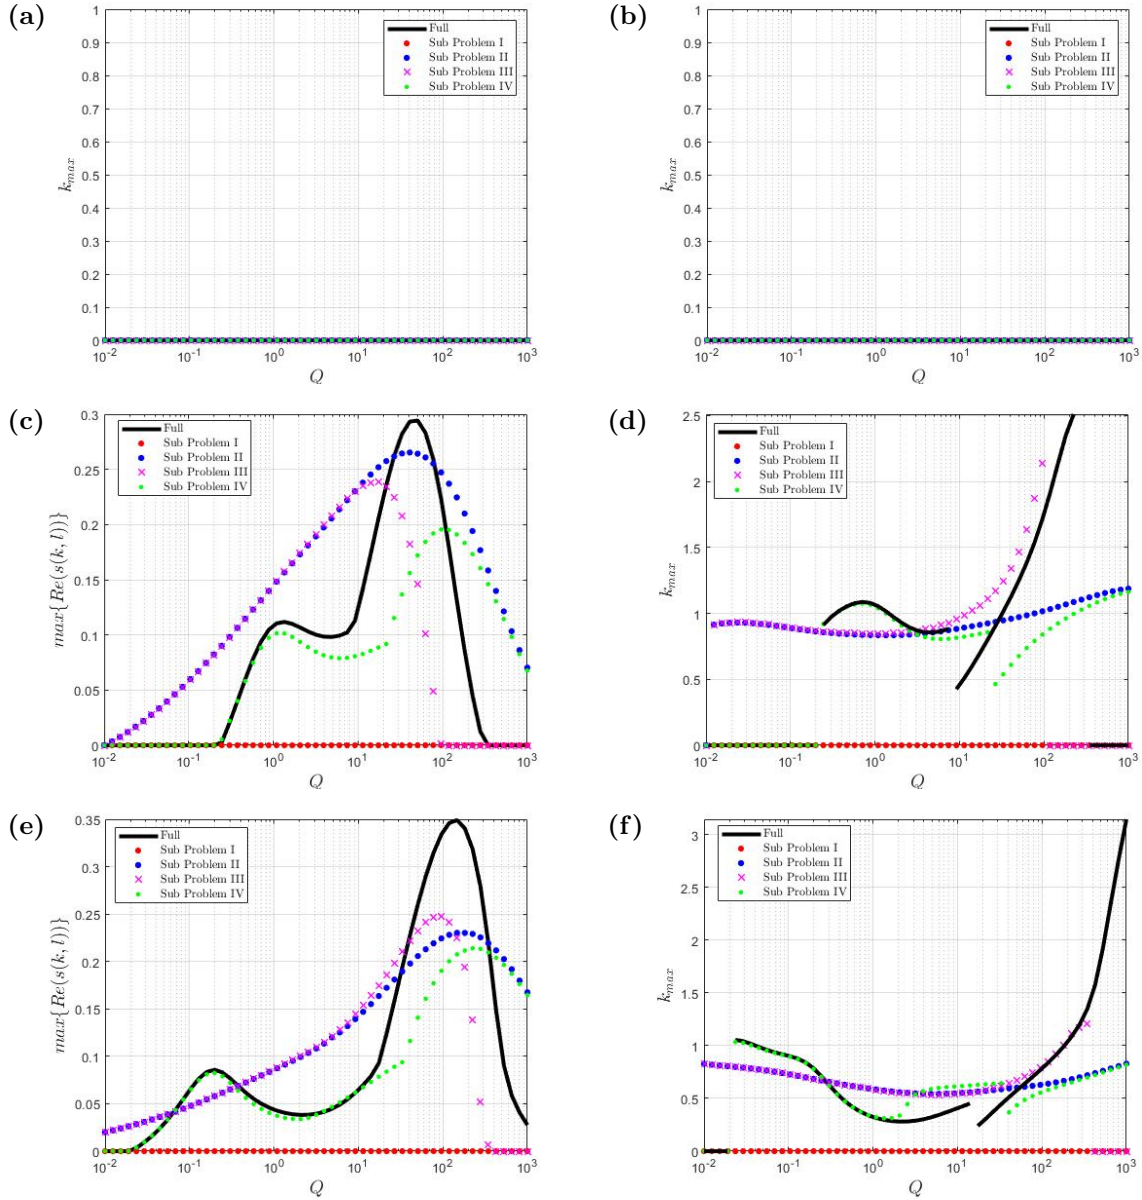 (a)
1
0.9
0.8
0.7
0.6
0.5
0.4
0.3
0.2
0.1
0
k_max
10^-2
10^-1
10^0
10^1
10^2
10^3
Q
Full
Sub Problem I
Sub Problem II
Sub Problem III
Sub Problem IV
(b)
1
0.9
0.8
0.7
0.6
0.5
0.4
0.3
0.2
0.1
0
k_max
10^-2
10^-1
10^0
10^1
10^2
10^3
Q
Full
Sub Problem I
Sub Problem II
Sub Problem III
Sub Problem IV
(c)
0.3
0.25
0.2
0.15
0.1
0.05
0
max{Re(s(k, l))}
10^-2
10^-1
10^0
10^1
10^2
10^3
Q
Full
Sub Problem I
Sub Problem II
Sub Problem III
Sub Problem IV
(d)
2.5
2
1.5
1
0.5
0
k_max
10^-2
10^-1
10^0
10^1
10^2
10^3
Q
Full
Sub Problem I
Sub Problem II
Sub Problem III
Sub Problem IV
(e)
0.35
0.3
0.25
0.2
0.15
0.1
0.05
0
max{Re(s(k, l))}
10^-2
10^-1
10^0
10^1
10^2
10^3
Q
Full
Sub Problem I
Sub Problem II
Sub Problem III
Sub Problem IV
(f)
3
2.5
2
1.5
1
0.5
0
k_max
10^-2
10^-1
10^0
10^1
10^2
10^3
Q
Full
Sub Problem I
Sub Problem II
Sub Problem III
Sub Problem IV